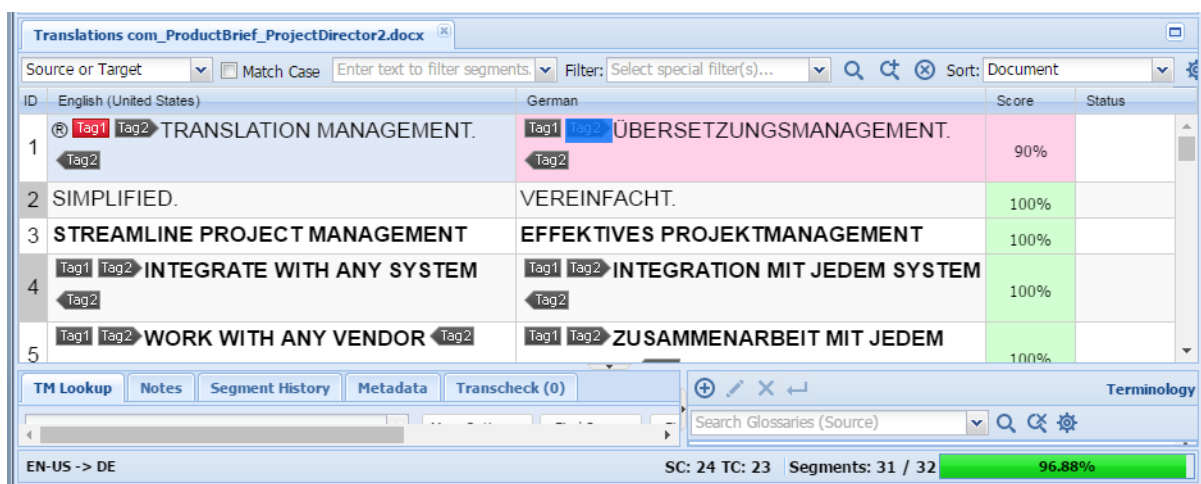 Translations com_ProductBrief_ProjectDirector2.docx
Source or Target Match Case Enter text to filter segments. Filter: Select special filter(s)... Sort: Document
ID English (United States) German Score Status
1 ® Tag1 Tag2 TRANSLATION MANAGEMENT. Tag2 Tag1 Tag2 ÜBERSETZUNGSMANAGEMENT. Tag2 90%
2 SIMPLIFIED. VEREINFACHT. 100%
3 STREAMLINE PROJECT MANAGEMENT EFFEKTIVES PROJEKTMANAGEMENT 100%
4 Tag1 Tag2 INTEGRATE WITH ANY SYSTEM Tag2 Tag1 Tag2 INTEGRATION MIT JEDEM SYSTEM Tag2 100%
5 Tag1 Tag2 WORK WITH ANY VENDOR Tag2 Tag1 Tag2 ZUSAMMENARBEIT MIT JEDEM 100%
TM Lookup Notes Segment History Metadata Transcheck (0) Terminology
Search Glossaries (Source)
EN-US -> DE SC: 24 TC: 23 Segments: 31 / 32 96.88%